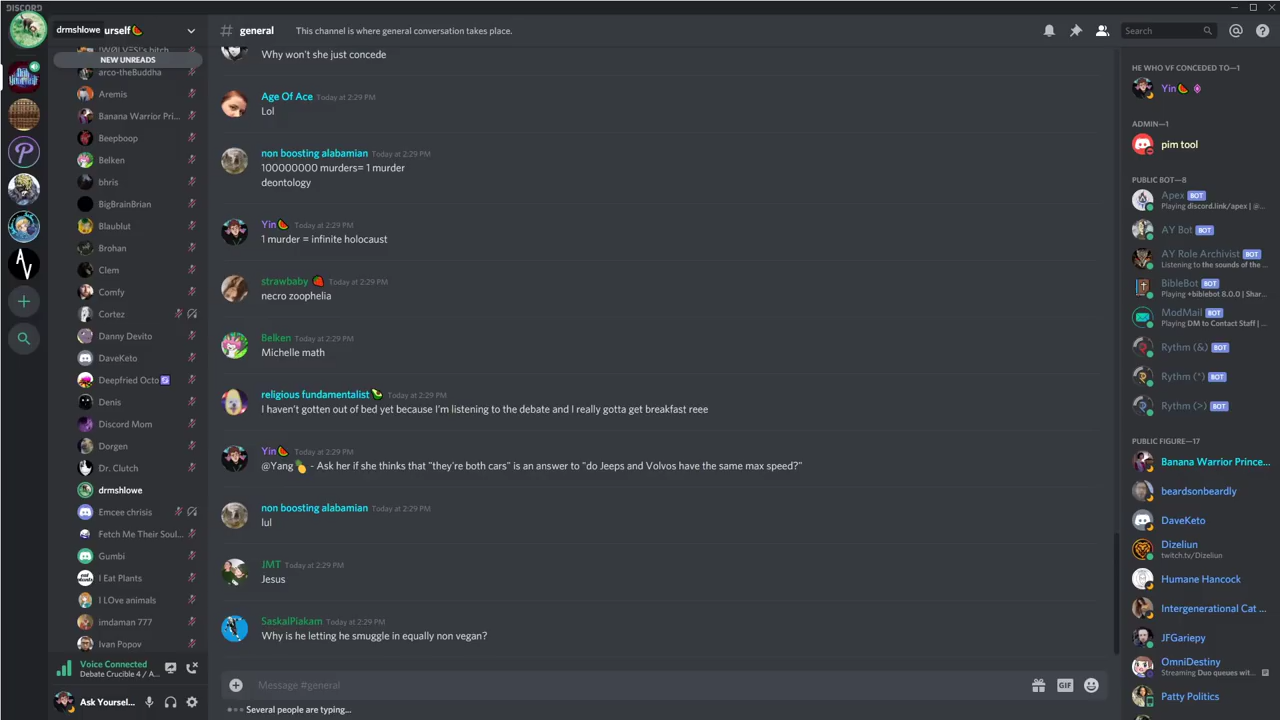 DISCORD
drmshlowe
urself🍉
# general
This channel is where general conversation takes place.
Search
!WØLVES!'s bitch
NEW UNREADS
arco-theBuddha
Aremis
Banana Warrior Pri...
Beepboop
Belken
bhris
BigBrainBrian
Blaublut
Brohan
Clem
Comfy
Cortez
Danny Devito
DaveKeto
Deepfried Octo
Denis
Discord Mom
Dorgen
Dr. Clutch
drmshlowe
Emcee chrisis
Fetch Me Their Soul...
Gumbi
I Eat Plants
I LOve animals
imdaman 777
Ivan Popov
Voice Connected
Debate Crucible 4 / A...
Ask Yoursel...
Why won't she just concede
Age Of Ace Today at 2:29 PM
Lol
non boosting alabamian Today at 2:29 PM
100000000 murders= 1 murder
deontology
Yin🍉 Today at 2:29 PM
1 murder = infinite holocaust
strawbaby 🍓 Today at 2:29 PM
necro zoophelia
Belken Today at 2:29 PM
Michelle math
religious fundamentalist Today at 2:29 PM
I haven't gotten out of bed yet because I'm listening to the debate and I really gotta get breakfast reee
Yin🍉 Today at 2:29 PM
@Yang🍍 - Ask her if she thinks that "they're both cars" is an answer to "do Jeeps and Volvos have the same max speed?"
non boosting alabamian Today at 2:29 PM
lul
JMT Today at 2:29 PM
Jesus
SaskalPiakam Today at 2:29 PM
Why is he letting he smuggle in equally non vegan?
Message #general
GIF
Several people are typing...
HE WHO VF CONCEDED TO—1
Yin🍉
ADMIN—1
pim tool
PUBLIC BOT—8
Apex BOT
Playing discord.link/apex | @...
AY Bot BOT
AY Role Archivist BOT
Listening to the sounds of the ...
BibleBot BOT
Playing +biblebot 8.0.0 | Shar...
ModMail BOT
Playing DM to Contact Staff | ...
Rythm (&) BOT
Rythm (*) BOT
Rythm (>) BOT
PUBLIC FIGURE—17
Banana Warrior Prince...
beardsonbeardly
DaveKeto
Dizeliun
twitch.tv/Dizeliun
Humane Hancock
Intergenerational Cat ...
JFGariepy
OmniDestiny
Streaming Duo queues wit...
Patty Politics